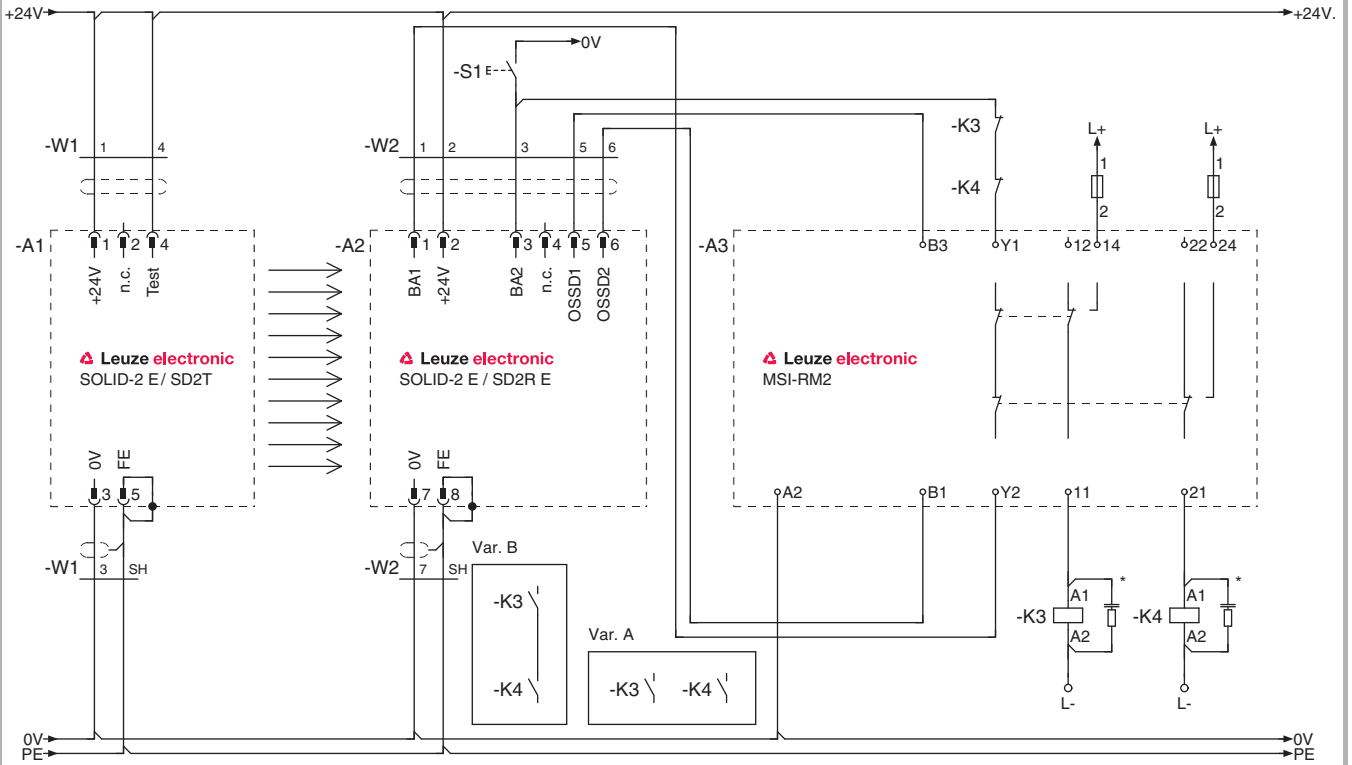 +24V +24V.
0V
-S1 E
-K3 L+ L+
-W1 1 4 -W2 1 2 3 5 6
1 1
-K4
2 2
-A1 1 2 4 -A2 1 2 3 4 5 6 -A3 B3 Y1 12 14 22 24
+24V n.c. Test BA1 +24V BA2 n.c. OSSD1 OSSD2
Leuze electronic Leuze electronic Leuze electronic
SOLID-2 E/ SD2T SOLID-2 E / SD2R E MSI-RM2
0V FE 0V FE
3 5 7 8 A2 B1 Y2 11 21
Var. B
-W1 3 SH -W2 7 SH
* *
-K3 A1 A1
-K3 -K4
Var. A A2 A2
-K4 -K3 -K4
L- L-
0V 0V
PE PE